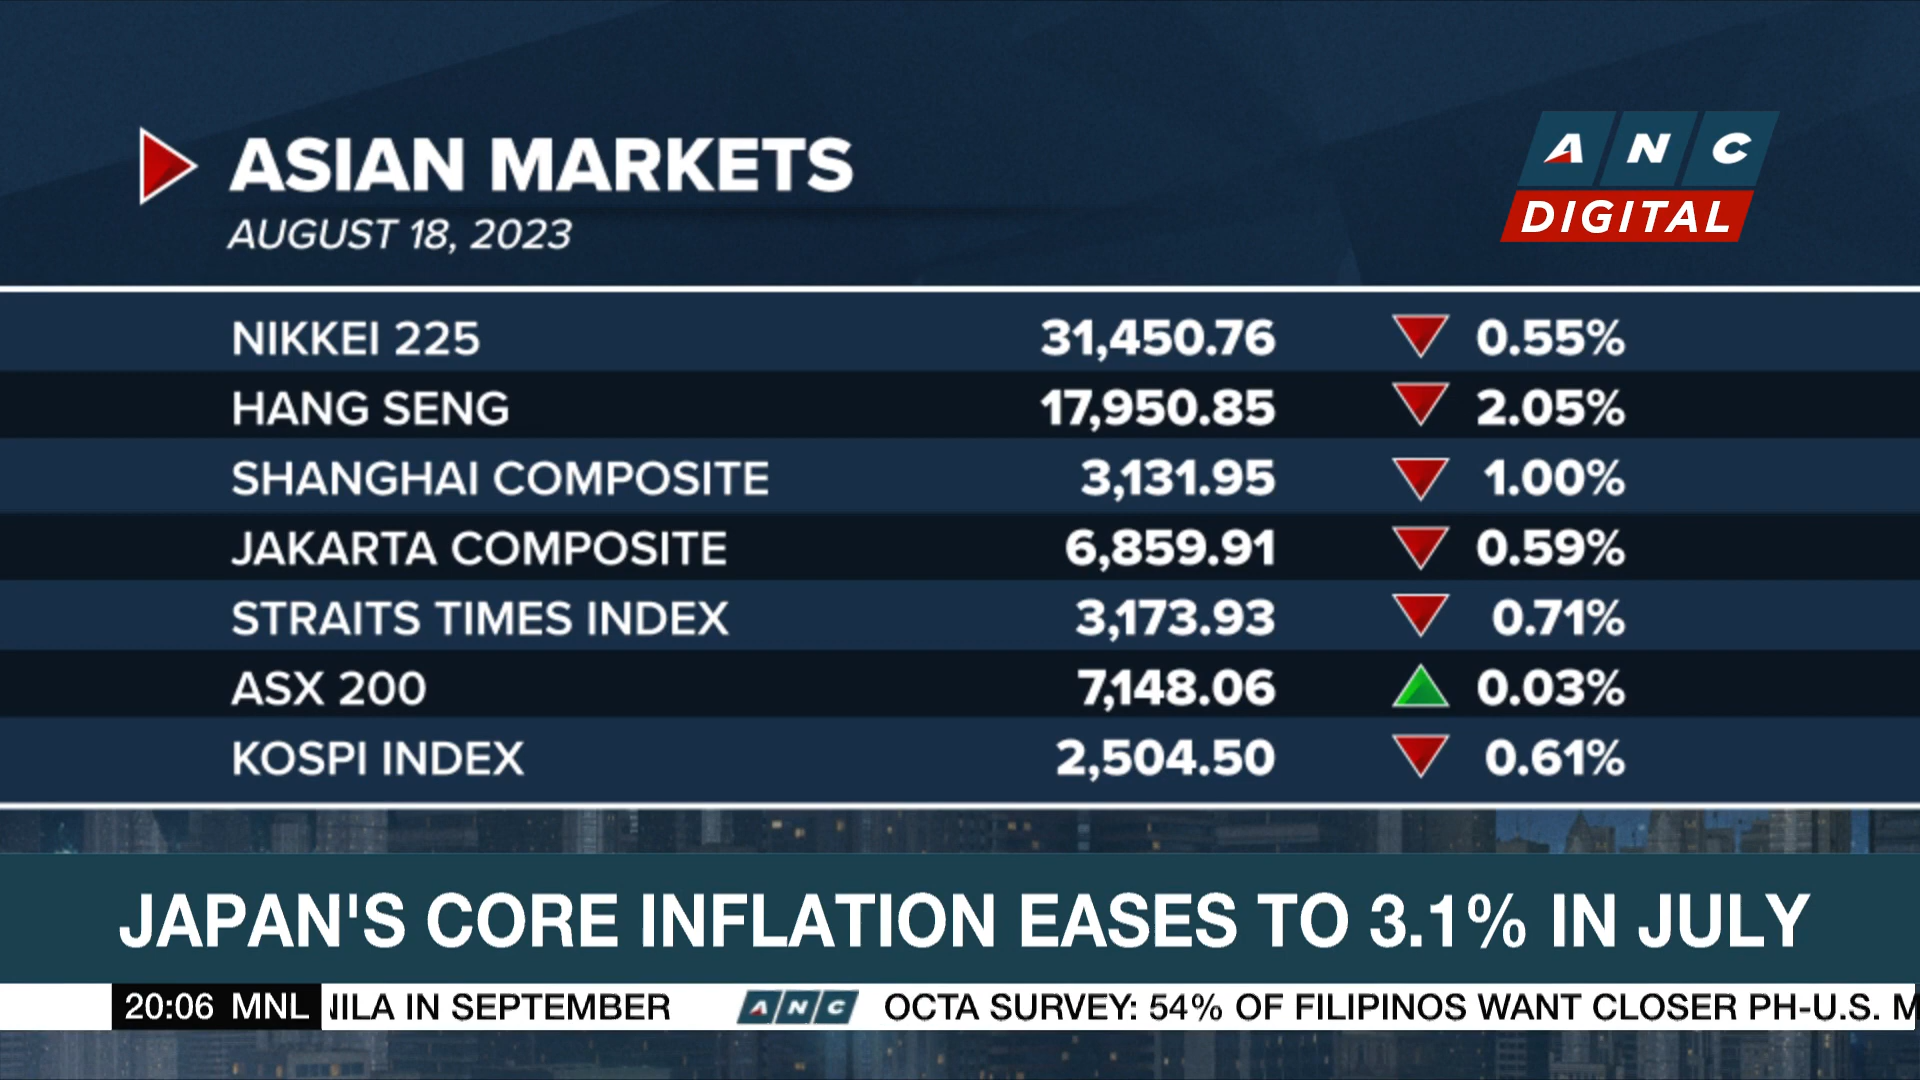 ASIAN MARKETS
AUGUST 18, 2023
ANC
DIGITAL
NIKKEI 225 31,450.76 0.55%
HANG SENG 17,950.85 2.05%
SHANGHAI COMPOSITE 3,131.95 1.00%
JAKARTA COMPOSITE 6,859.91 0.59%
STRAITS TIMES INDEX 3,173.93 0.71%
ASX 200 7,148.06 0.03%
KOSPI INDEX 2,504.50 0.61%
JAPAN'S CORE INFLATION EASES TO 3.1% IN JULY
20:06 MNL NILA IN SEPTEMBER ANC OCTA SURVEY: 54% OF FILIPINOS WANT CLOSER PH-U.S. M